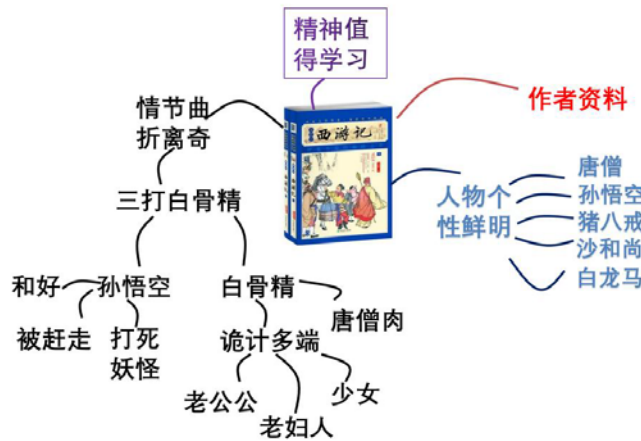 精神值
得学习
情节曲
折离奇
作者资料
西游记
唐僧
三打白骨精
人物个
性鲜明
孙悟空
猪八戒
沙和尚
白龙马
和好
孙悟空
白骨精
唐僧肉
被赶走
打死
妖怪
诡计多端
老公公
少女
老妇人